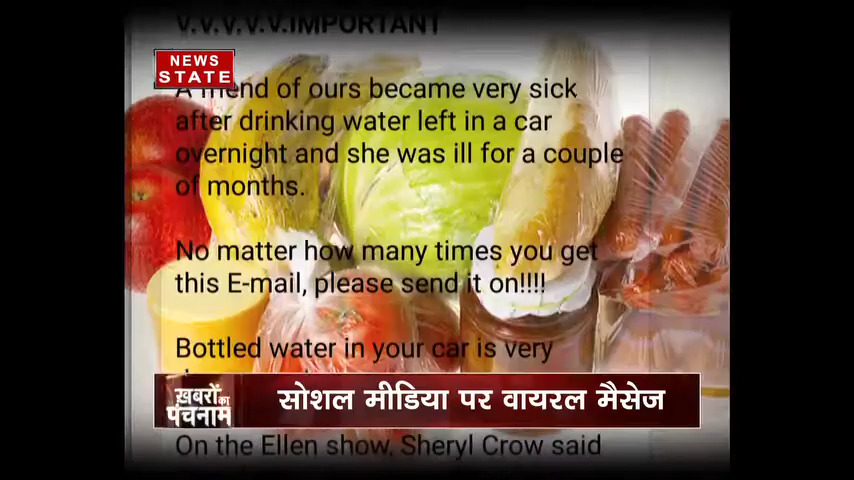 V.V.V.V.V.IMPORTANT
NEWS
STATE
A friend of ours became very sick
after drinking water left in a car
overnight and she was ill for a couple
of months.
No matter how many times you get
this E-mail, please send it on!!!!
Bottled water in your car is very
ख़बरों का
पंचनामा
सोशल मीडिया पर वायरल मैसेज
On the Ellen show, Sheryl Crow said